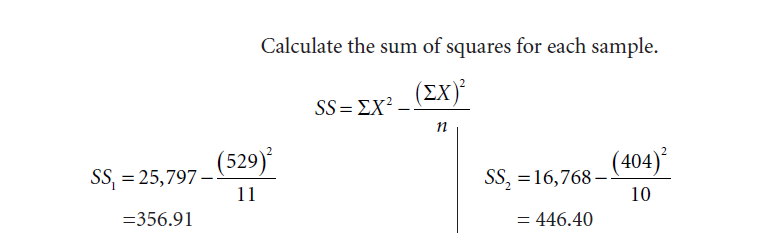 Calculate the sum of squares for each sample.
SS = ΣX² − (ΣX)² / n
SS₁ = 25,797 − (529)² / 11
=356.91
SS₂ =16,768 − (404)² / 10
= 446.40